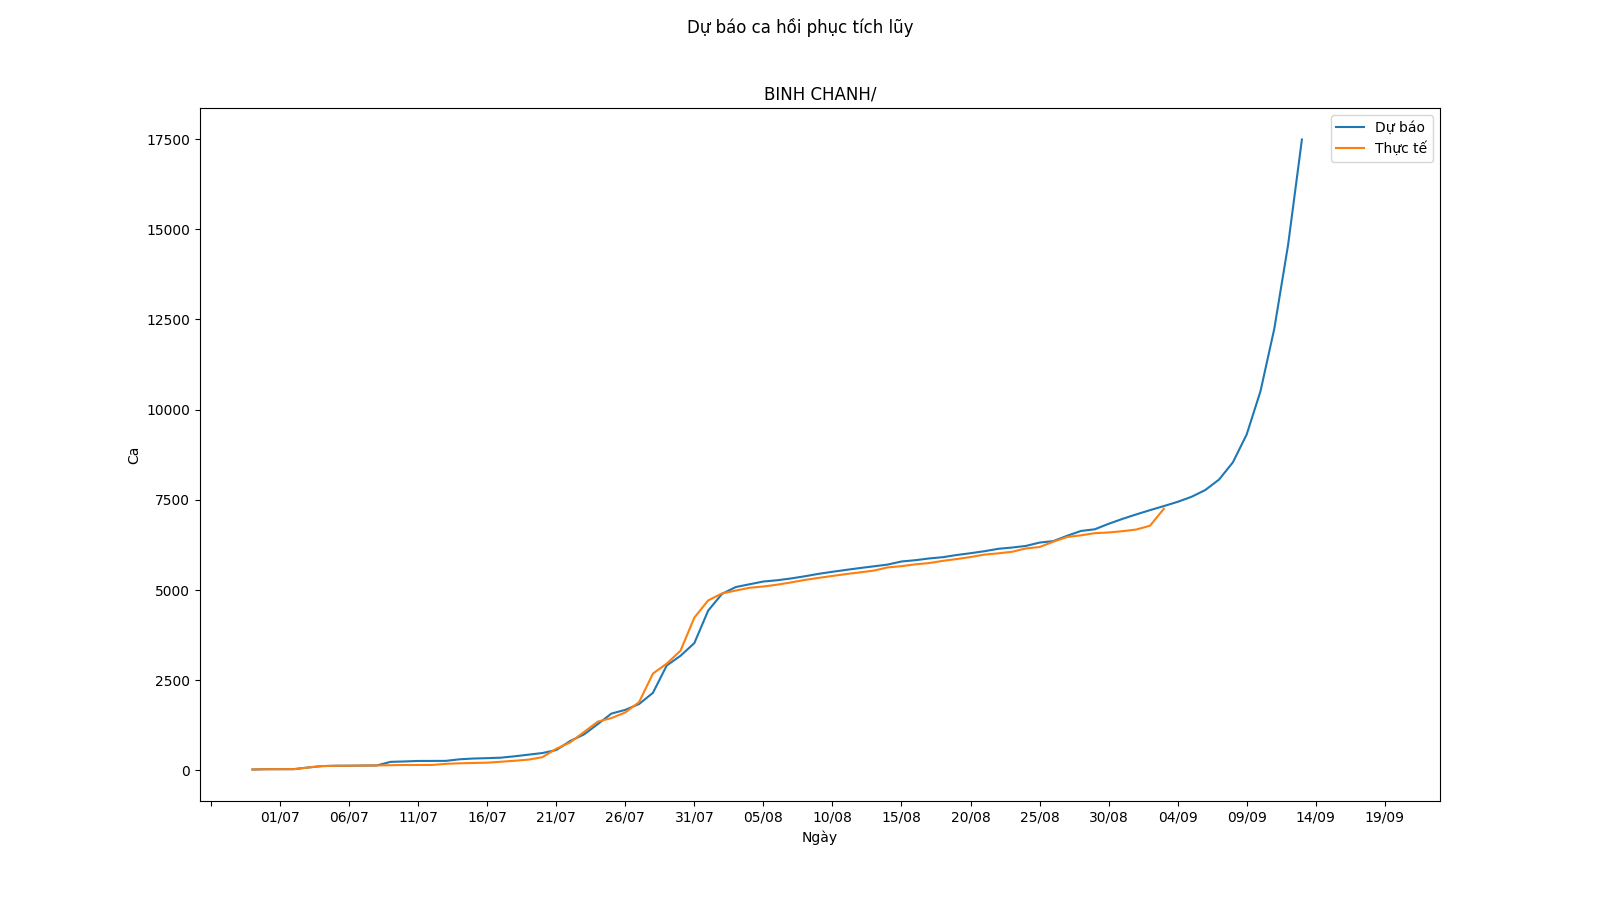 Dự báo ca hồi phục tích lũy
BINH CHANH/
Dự báo
Thực tế
17500
15000
12500
10000
7500
5000
2500
0
Ca
01/07 06/07 11/07 16/07 21/07 26/07 31/07 05/08 10/08 15/08 20/08 25/08 30/08 04/09 09/09 14/09 19/09
Ngày